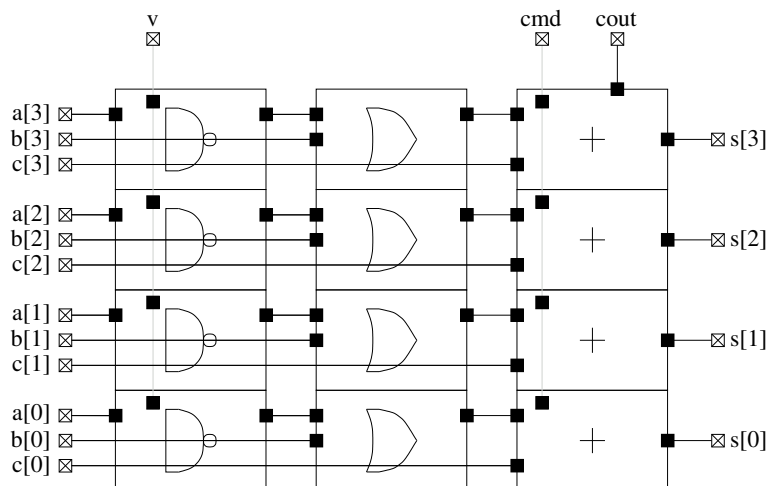 v
cmd
cout
a[3]
b[3]
c[3]
s[3]
a[2]
b[2]
c[2]
s[2]
a[1]
b[1]
c[1]
s[1]
a[0]
b[0]
c[0]
s[0]